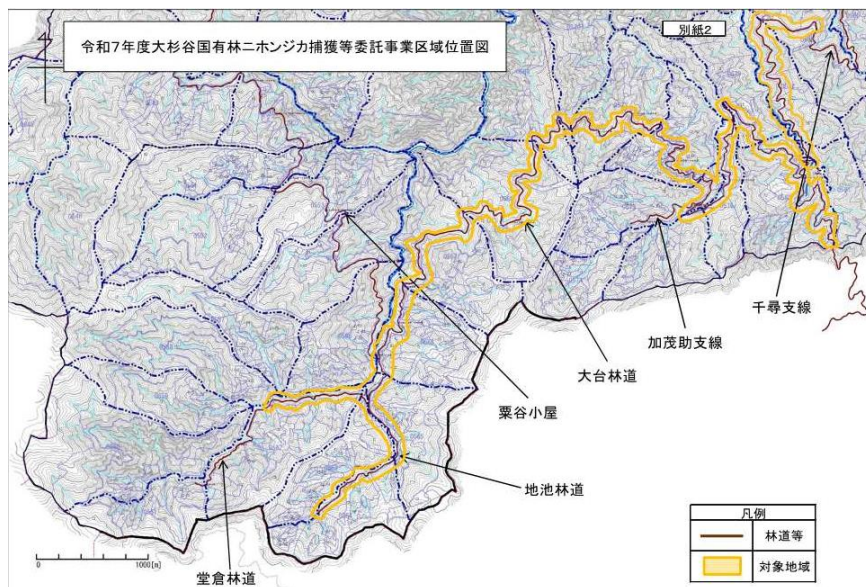 別紙2
令和7年度大杉谷国有林ニホンジカ捕獲等委託事業区域位置図
千尋支線
加茂助支線
大台林道
粟谷小屋
地池林道
堂倉林道
0 1000[m]
凡例
林道等
対象地域